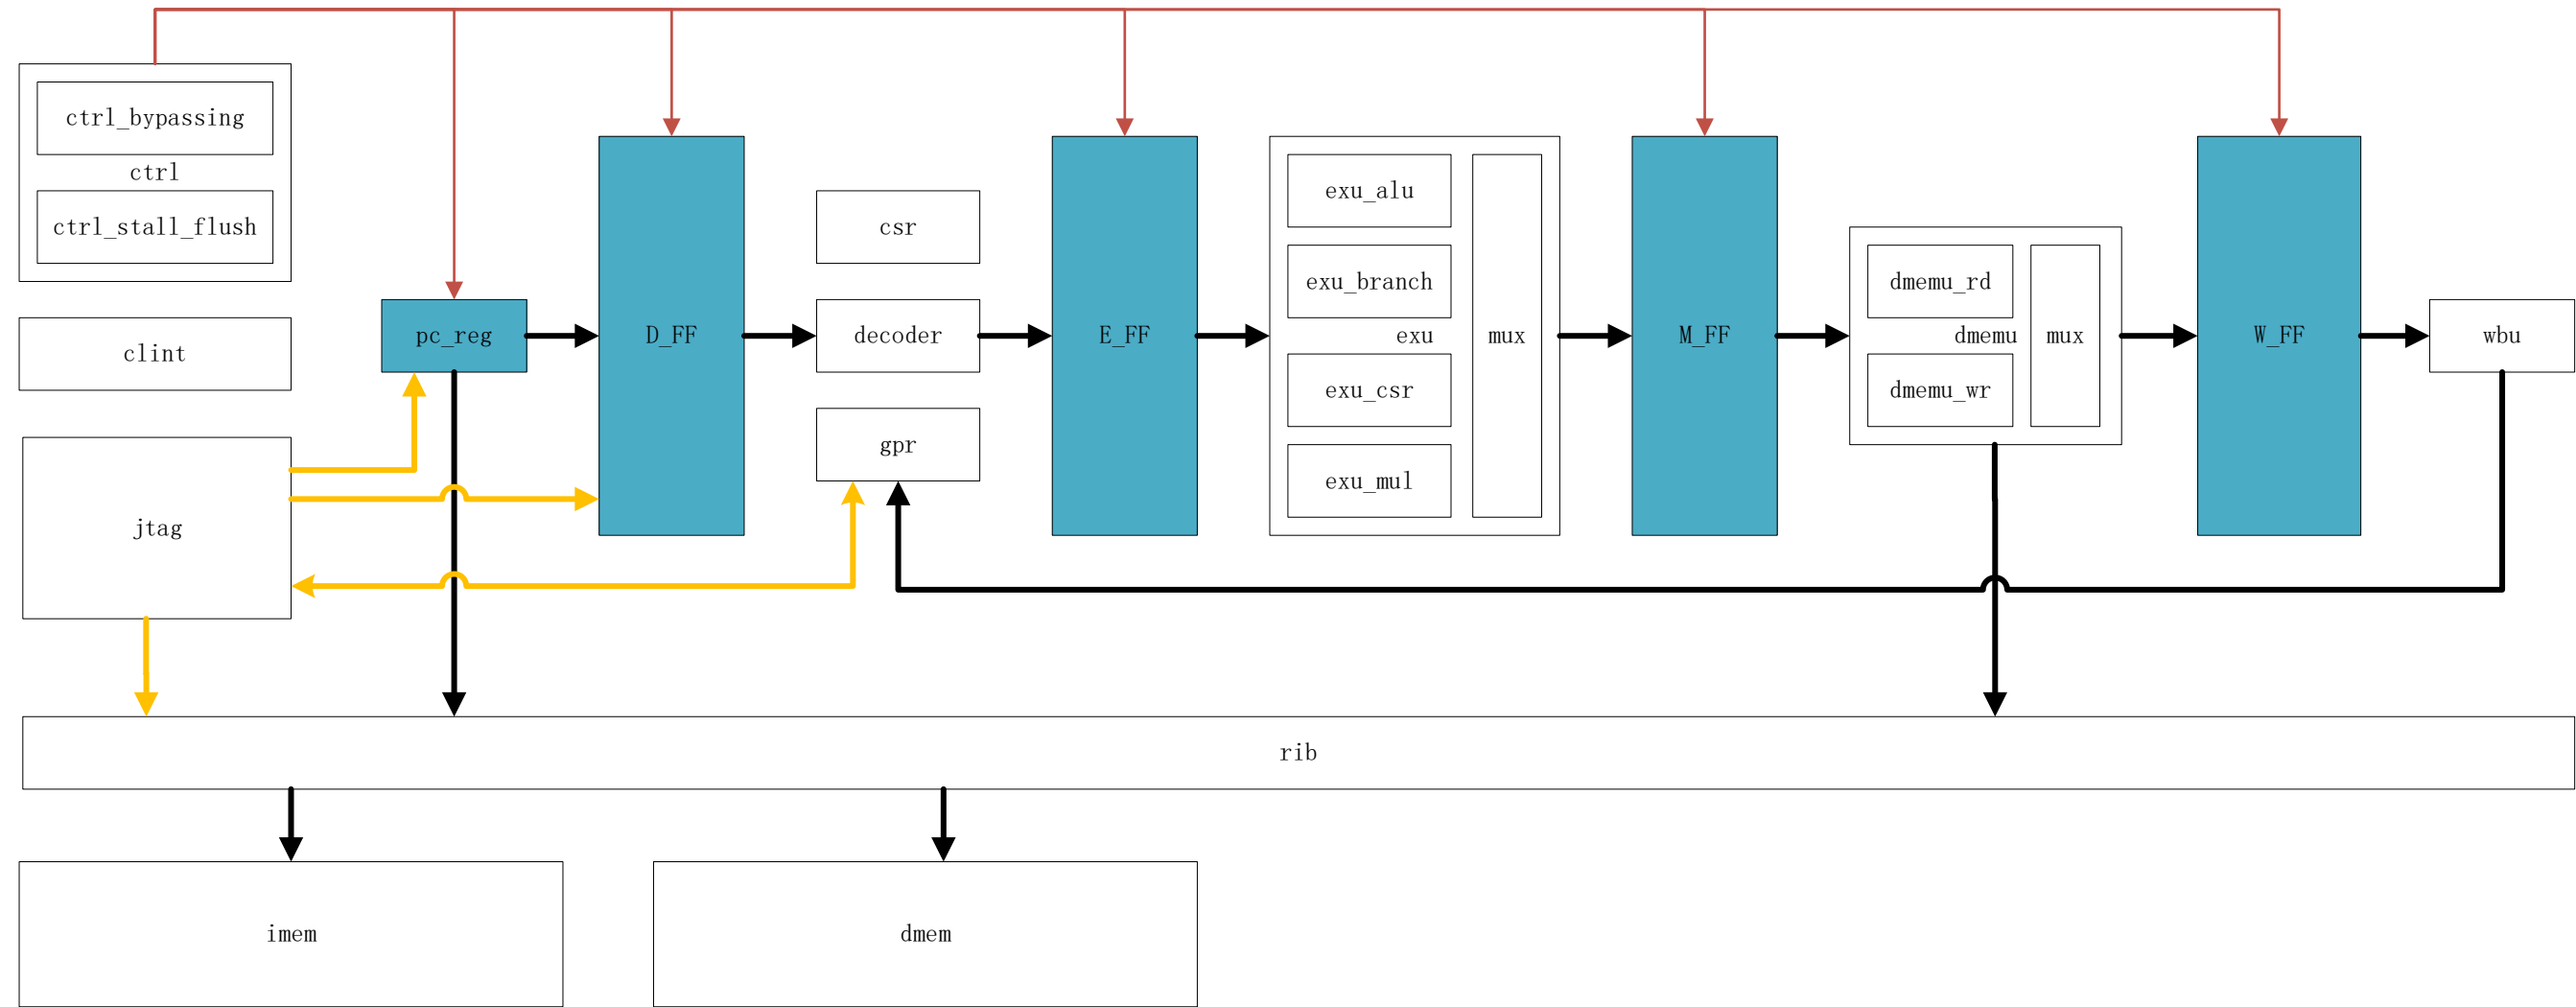 ctrl_bypassing
ctrl
ctrl_stall_flush
clint
jtag
pc_reg
D_FF
csr
decoder
gpr
E_FF
exu_alu
exu_branch
exu
exu_csr
exu_mul
mux
M_FF
dmemu_rd
dmemu
dmemu_wr
mux
W_FF
wbu
rib
imem
dmem